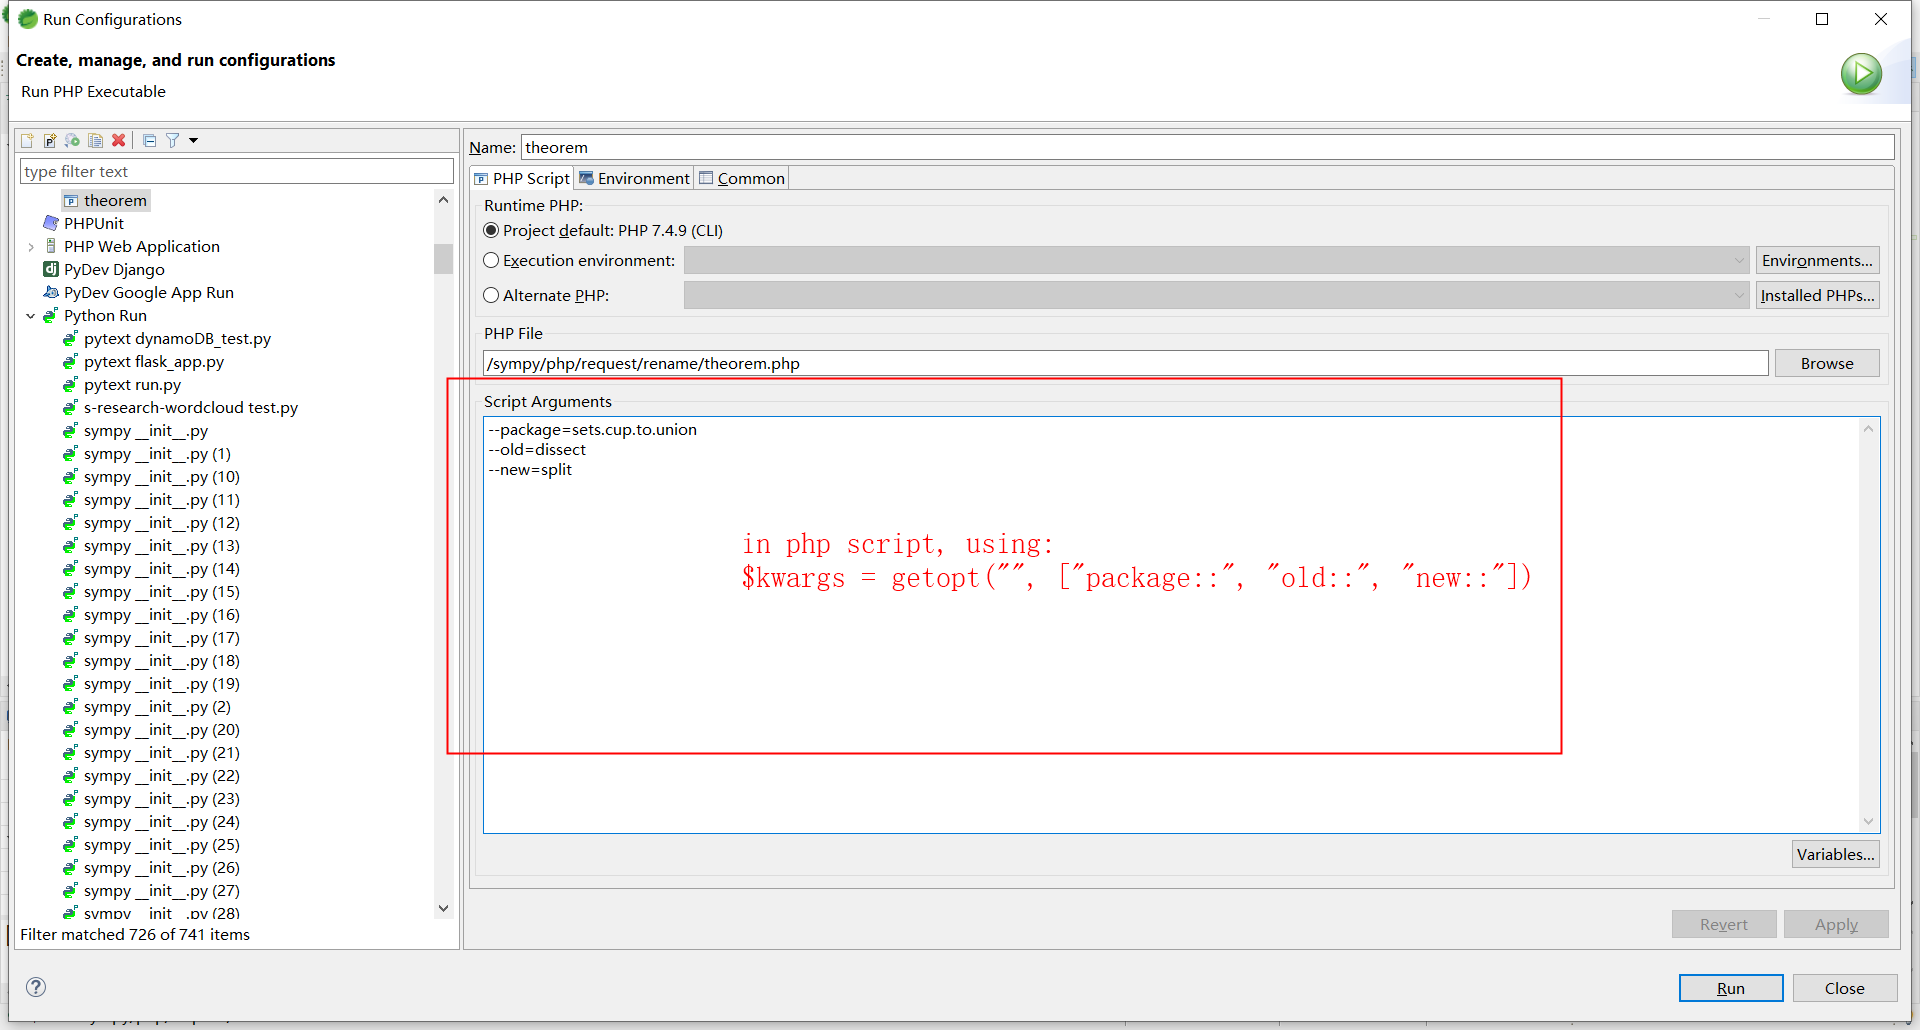 Run Configurations
Create, manage, and run configurations
Run PHP Executable
type filter text
theorem
PHPUnit
PHP Web Application
PyDev Django
PyDev Google App Run
Python Run
pytext dynamoDB_test.py
pytext flask_app.py
pytext run.py
s-research-wordcloud test.py
sympy __init__.py
sympy __init__.py (1)
sympy __init__.py (10)
sympy __init__.py (11)
sympy __init__.py (12)
sympy __init__.py (13)
sympy __init__.py (14)
sympy __init__.py (15)
sympy __init__.py (16)
sympy __init__.py (17)
sympy __init__.py (18)
sympy __init__.py (19)
sympy __init__.py (2)
sympy __init__.py (20)
sympy __init__.py (21)
sympy __init__.py (22)
sympy __init__.py (23)
sympy __init__.py (24)
sympy __init__.py (25)
sympy __init__.py (26)
sympy __init__.py (27)
sympy __init__.py (28)
Filter matched 726 of 741 items
Name: theorem
PHP Script Environment Common
Runtime PHP:
Project default: PHP 7.4.9 (CLI)
Execution environment: Environments...
Alternate PHP: Installed PHPs...
PHP File
/sympy/php/request/rename/theorem.php Browse
Script Arguments
--package=sets.cup.to.union
--old=dissect
--new=split
in php script, using:
$kwargs = getopt("", ["package::", "old::", "new::"])
Variables...
Revert Apply
Run Close